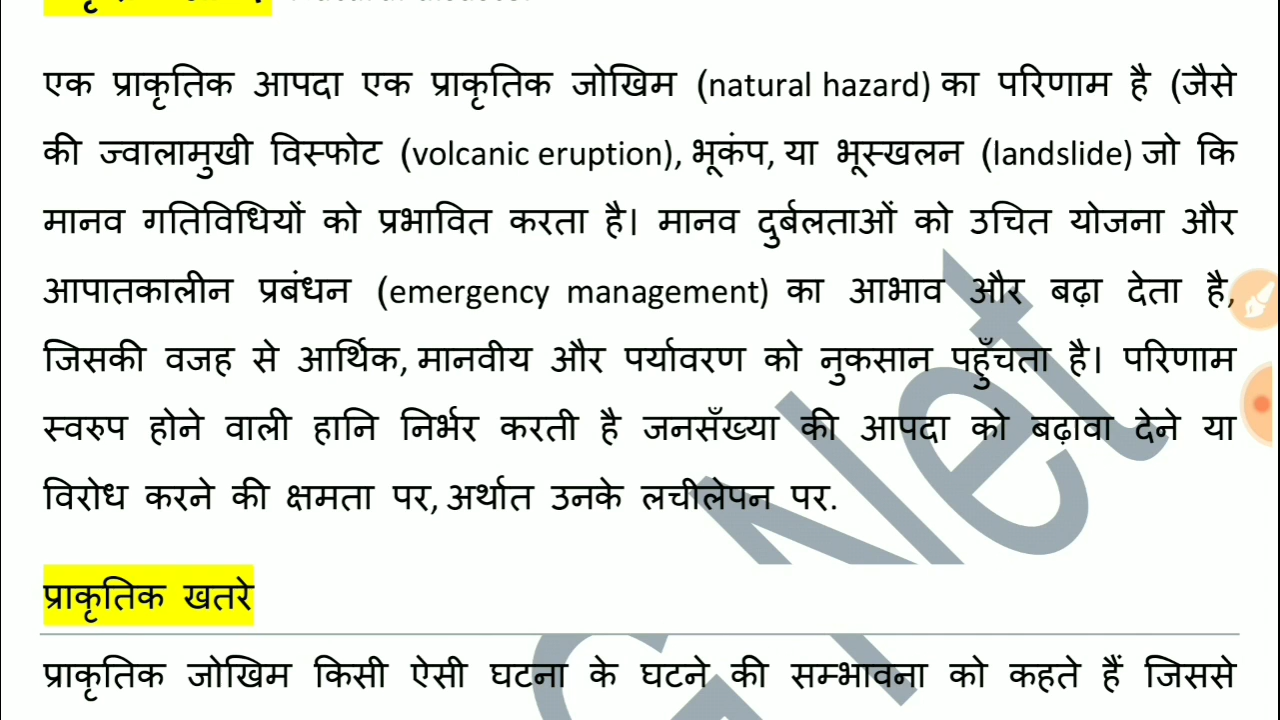 एक प्राकृतिक आपदा एक प्राकृतिक जोखिम (natural hazard) का परिणाम है (जैसे
की ज्वालामुखी विस्फोट (volcanic eruption), भूकंप, या भूस्खलन (landslide) जो कि
मानव गतिविधियों को प्रभावित करता है। मानव दुर्बलताओं को उचित योजना और
आपातकालीन प्रबंधन (emergency management) का आभाव और बढ़ा देता है,
जिसकी वजह से आर्थिक, मानवीय और पर्यावरण को नुकसान पहुँचता है। परिणाम
स्वरुप होने वाली हानि निर्भर करती है जनसँख्या की आपदा को बढ़ावा देने या
विरोध करने की क्षमता पर, अर्थात उनके लचीलेपन पर.
प्राकृतिक खतरे
प्राकृतिक जोखिम किसी ऐसी घटना के घटने की सम्भावना को कहते हैं जिससे
Net